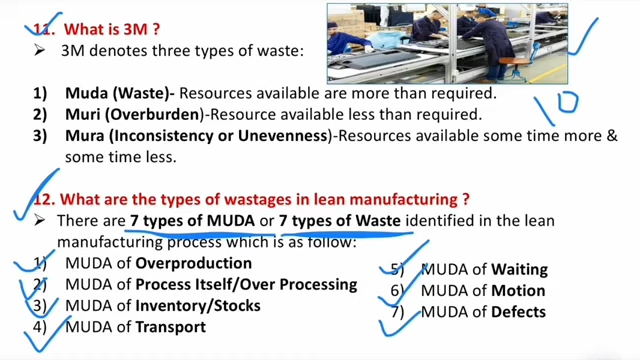 11. What is 3M ?
➤ 3M denotes three types of waste:
1) Muda (Waste)- Resources available are more than required.
2) Muri (Overburden)-Resource available less than required.
3) Mura (Inconsistency or Unevenness)-Resources available some time more &
some time less.
10
12. What are the types of wastages in lean manufacturing ?
➤ There are 7 types of MUDA or 7 types of Waste identified in the lean
manufacturing process which is as follow:
1) MUDA of Overproduction
2) MUDA of Process Itself/Over Processing
3) MUDA of Inventory/Stocks
4) MUDA of Transport
5) MUDA of Waiting
6) MUDA of Motion
7) MUDA of Defects